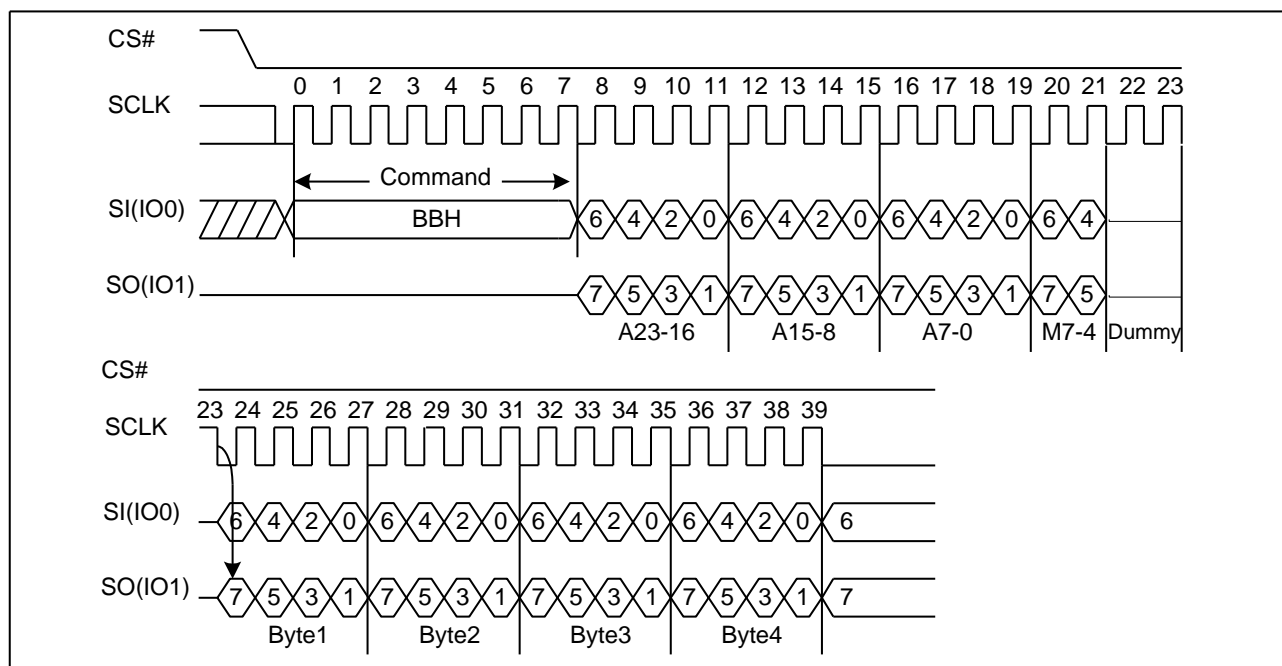 CS#
0 1 2 3 4 5 6 7 8 9 10 11 12 13 14 15 16 17 18 19 20 21 22 23
SCLK
Command
SI(IO0)
BBH
6 4 2 0 6 4 2 0 6 4 2 0 6 4
SO(IO1)
7 5 3 1 7 5 3 1 7 5 3 1 7 5
A23-16 A15-8 A7-0 M7-4 Dummy
CS#
23 24 25 26 27 28 29 30 31 32 33 34 35 36 37 38 39
SCLK
SI(IO0)
6 4 2 0 6 4 2 0 6 4 2 0 6 4 2 0 6
SO(IO1)
7 5 3 1 7 5 3 1 7 5 3 1 7 5 3 1 7
Byte1 Byte2 Byte3 Byte4